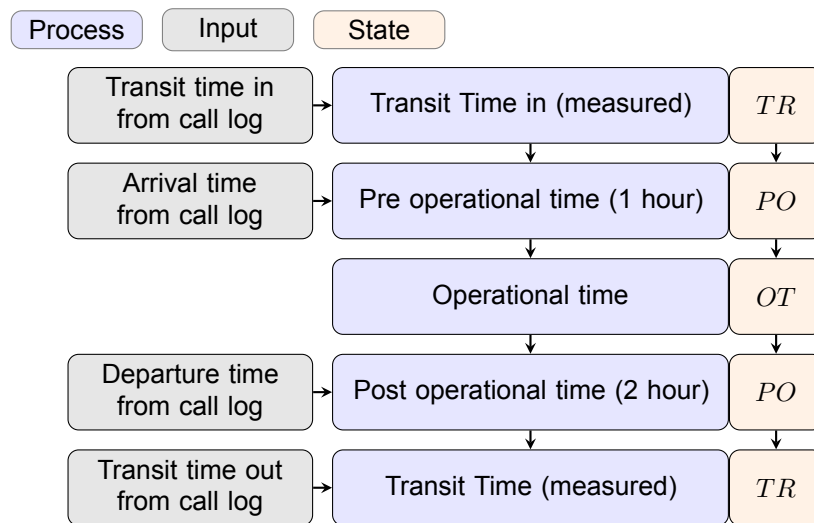 Process Input State
Transit time in
from call log
Transit Time in (measured) TR
Arrival time
from call log
Pre operational time (1 hour) PO
Operational time OT
Departure time
from call log
Post operational time (2 hour) PO
Transit time out
from call log
Transit Time (measured) TR